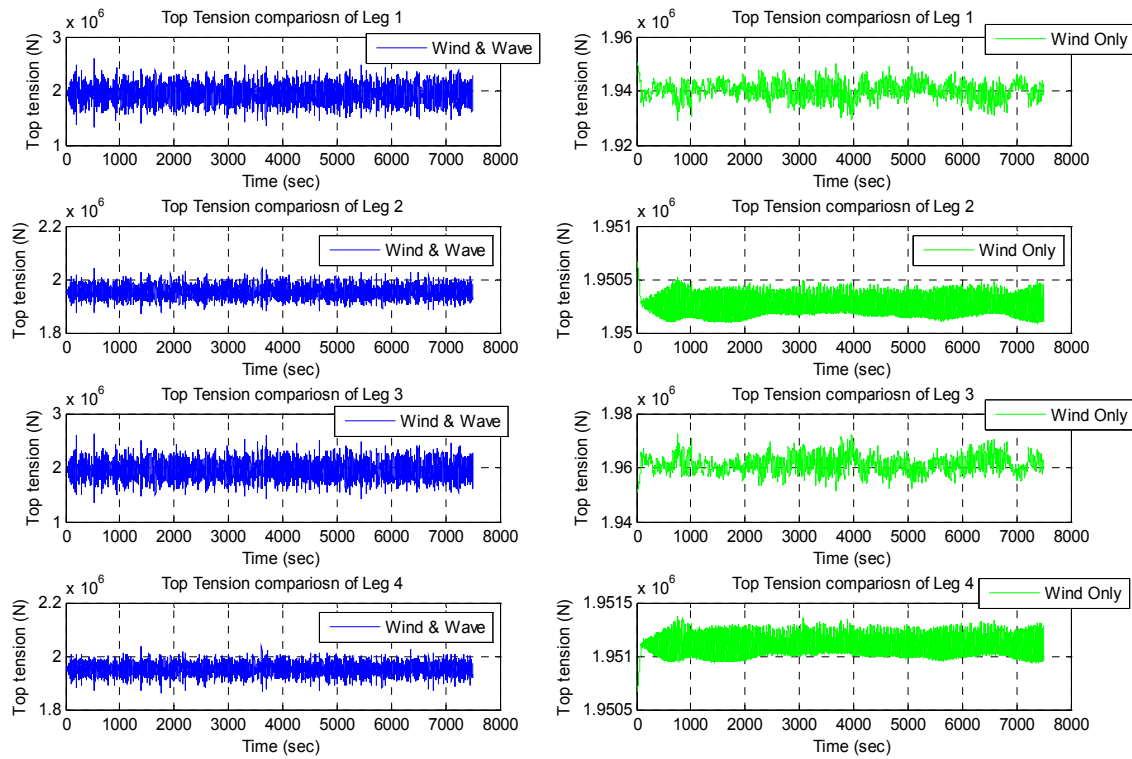 Top Tension compariosn of Leg 1
x 10^6
Top tension (N)
3
2
1
Wind & Wave
0 1000 2000 3000 4000 5000 6000 7000 8000
Time (sec)
Top Tension compariosn of Leg 1
x 10^6
Top tension (N)
1.96
1.94
1.92
Wind Only
0 1000 2000 3000 4000 5000 6000 7000 8000
Time (sec)
Top Tension compariosn of Leg 2
x 10^6
Top tension (N)
2.2
2
1.8
Wind & Wave
0 1000 2000 3000 4000 5000 6000 7000 8000
Time (sec)
Top Tension compariosn of Leg 2
x 10^6
Top tension (N)
1.951
1.9505
1.95
Wind Only
0 1000 2000 3000 4000 5000 6000 7000 8000
Time (sec)
Top Tension compariosn of Leg 3
x 10^6
Top tension (N)
3
2
1
Wind & Wave
0 1000 2000 3000 4000 5000 6000 7000 8000
Time (sec)
Top Tension compariosn of Leg 3
x 10^6
Top tension (N)
1.98
1.96
1.94
Wind Only
0 1000 2000 3000 4000 5000 6000 7000 8000
Time (sec)
Top Tension compariosn of Leg 4
x 10^6
Top tension (N)
2.2
2
1.8
Wind & Wave
0 1000 2000 3000 4000 5000 6000 7000 8000
Time (sec)
Top Tension compariosn of Leg 4
x 10^6
Top tension (N)
1.9515
1.951
1.9505
Wind Only
0 1000 2000 3000 4000 5000 6000 7000 8000
Time (sec)